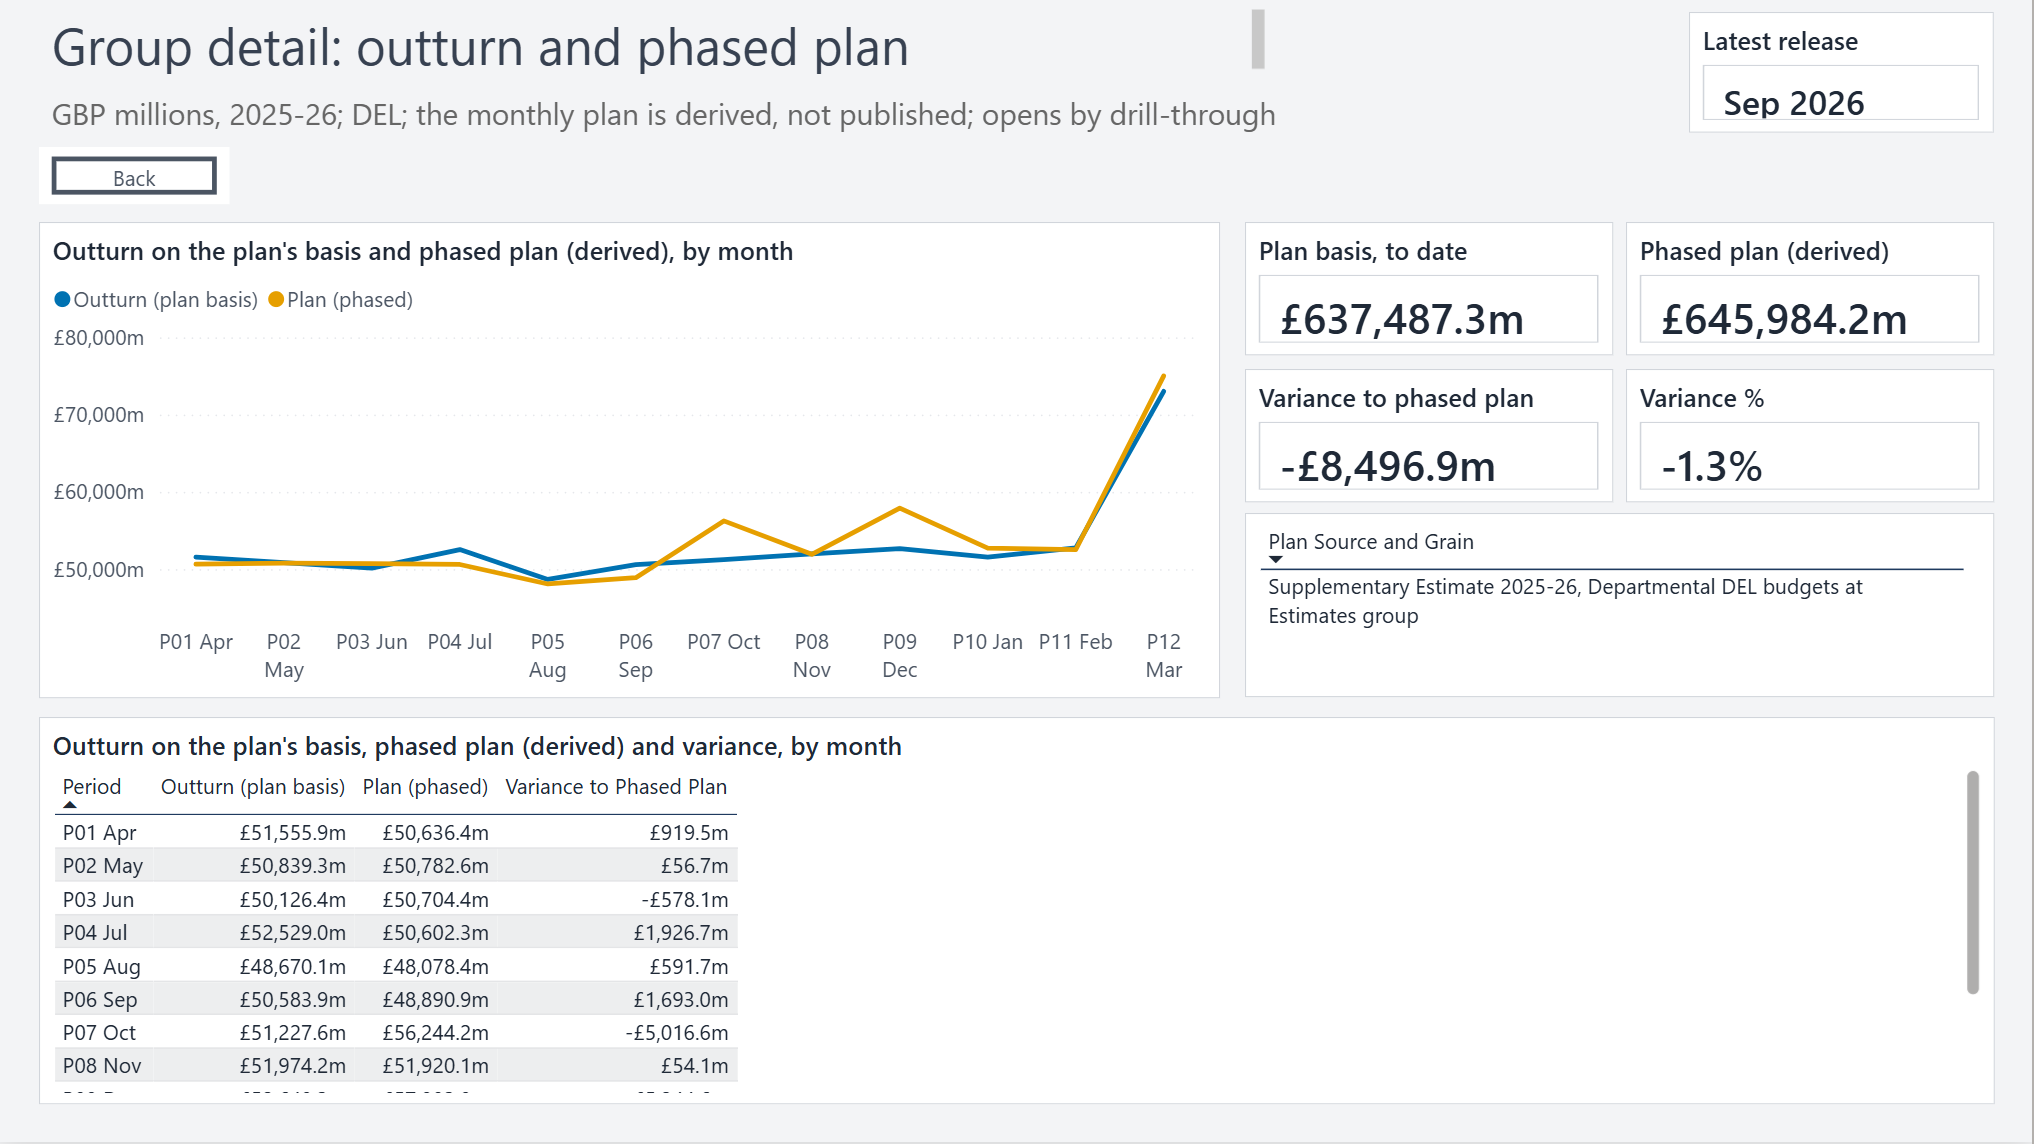 Group detail: outturn and phased plan
GBP millions, 2025-26; DEL; the monthly plan is derived, not published; opens by drill-through
Latest release
Sep 2026
Back
Outturn on the plan's basis and phased plan (derived), by month
Outturn (plan basis) Plan (phased)
£80,000m
£70,000m
£60,000m
£50,000m
P01 Apr P02 May P03 Jun P04 Jul P05 Aug P06 Sep P07 Oct P08 Nov P09 Dec P10 Jan P11 Feb P12 Mar
Plan basis, to date
£637,487.3m
Phased plan (derived)
£645,984.2m
Variance to phased plan
-£8,496.9m
Variance %
-1.3%
Plan Source and Grain
Supplementary Estimate 2025-26, Departmental DEL budgets at
Estimates group
Outturn on the plan's basis, phased plan (derived) and variance, by month
Period Outturn (plan basis) Plan (phased) Variance to Phased Plan
P01 Apr £51,555.9m £50,636.4m £919.5m
P02 May £50,839.3m £50,782.6m £56.7m
P03 Jun £50,126.4m £50,704.4m -£578.1m
P04 Jul £52,529.0m £50,602.3m £1,926.7m
P05 Aug £48,670.1m £48,078.4m £591.7m
P06 Sep £50,583.9m £48,890.9m £1,693.0m
P07 Oct £51,227.6m £56,244.2m -£5,016.6m
P08 Nov £51,974.2m £51,920.1m £54.1m